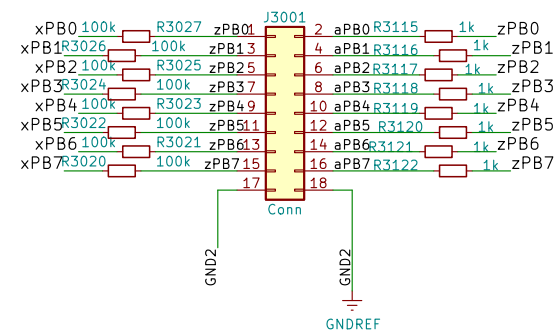 J3001
xPB0 100k R3027 zPB0 1 2 aPB0 R3115 1k zPB0
xPB1 R3026 100k zPB1 3 4 aPB1 R3116 1k zPB1
xPB2 100k R3025 zPB2 5 6 aPB2 R3117 1k zPB2
xPB3 R3024 100k zPB3 7 8 aPB3 R3118 1k zPB3
xPB4 100k R3023 zPB4 9 10 aPB4 R3119 1k zPB4
xPB5 R3022 100k zPB5 11 12 aPB5 R3120 1k zPB5
xPB6 100k R3021 zPB6 13 14 aPB6 R3121 1k zPB6
xPB7 R3020 100k zPB7 15 16 aPB7 R3122 1k zPB7
17 18
Conn
GND2 GND2
GNDREF